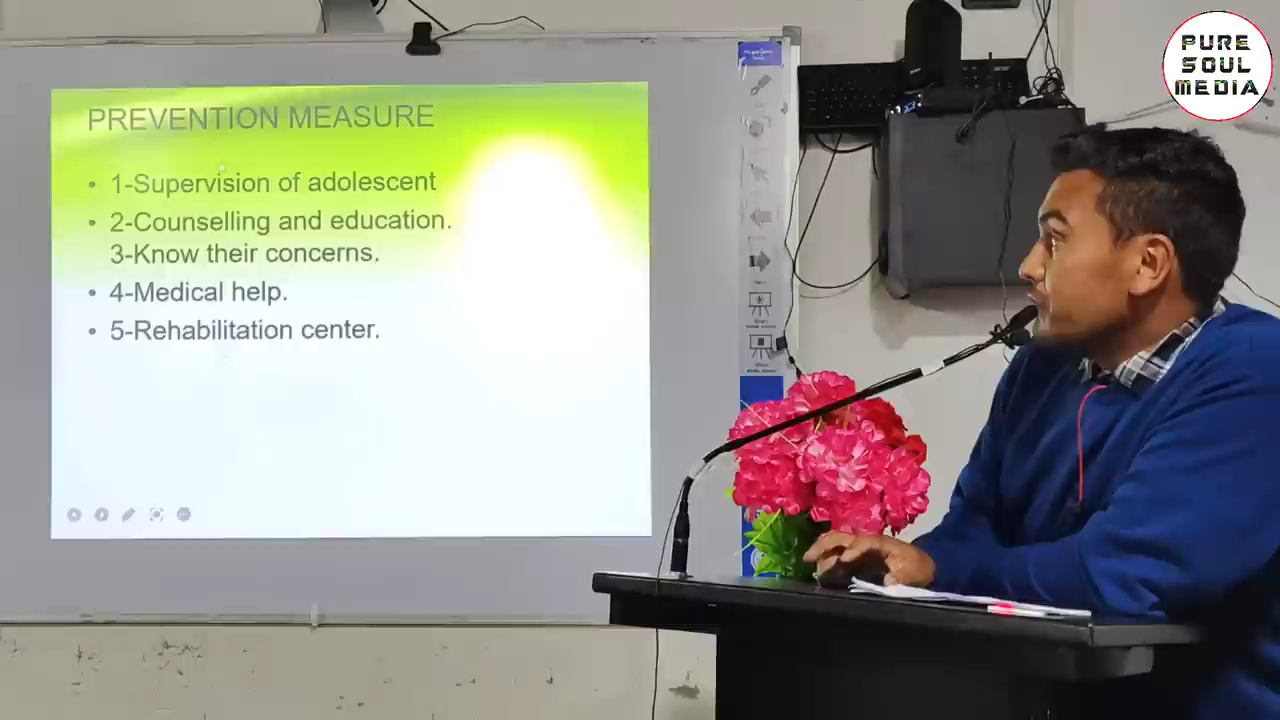 PURE
SOUL
MEDIA
PREVENTION MEASURE
• 1-Supervision of adolescent
• 2-Counselling and education.
3-Know their concerns.
• 4-Medical help.
• 5-Rehabilitation center.